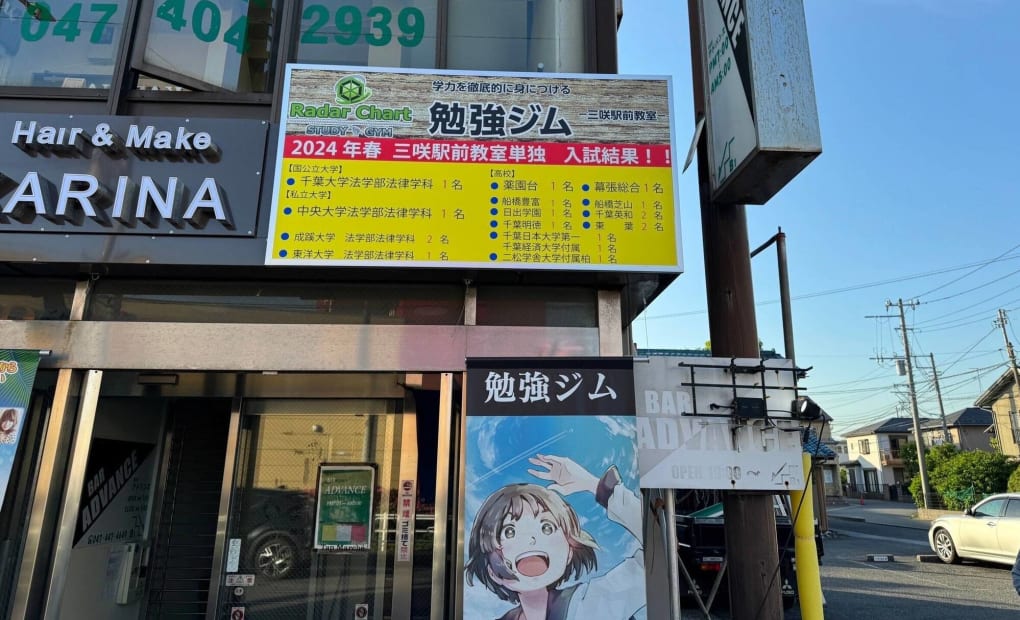 047 404 2939
Hair & Make
ARINA
Radar Chart
STUDY GYM
学力を徹底的に身につける
勉強ジム
三咲駅前教室
2024年春 三咲駅前教室単独 入試結果！！
【国公立大学】
●千葉大学法学部法律学科 1名
【私立大学】
●中央大学法学部法律学科 1名
●成蹊大学 法学部法律学科 2名
●東洋大学 法学部法律学科 1名
【高校】
●薬園台 1名 ●幕張総合 1名
●船橋豊富 1名 ●船橋芝山 1名
●日出学園 1名 ●千葉英和 2名
●千葉明徳 1名 ●東 葉 2名
●千葉日本大学第一 1名
千葉経済大学付属 1名
●二松学舎大学付属柏 1名
勉強ジム
BAR
ADVANCE
OPEN 19:00 ～
BAR
ADVANCE
ADVANCE
PM7:00
AM5:00